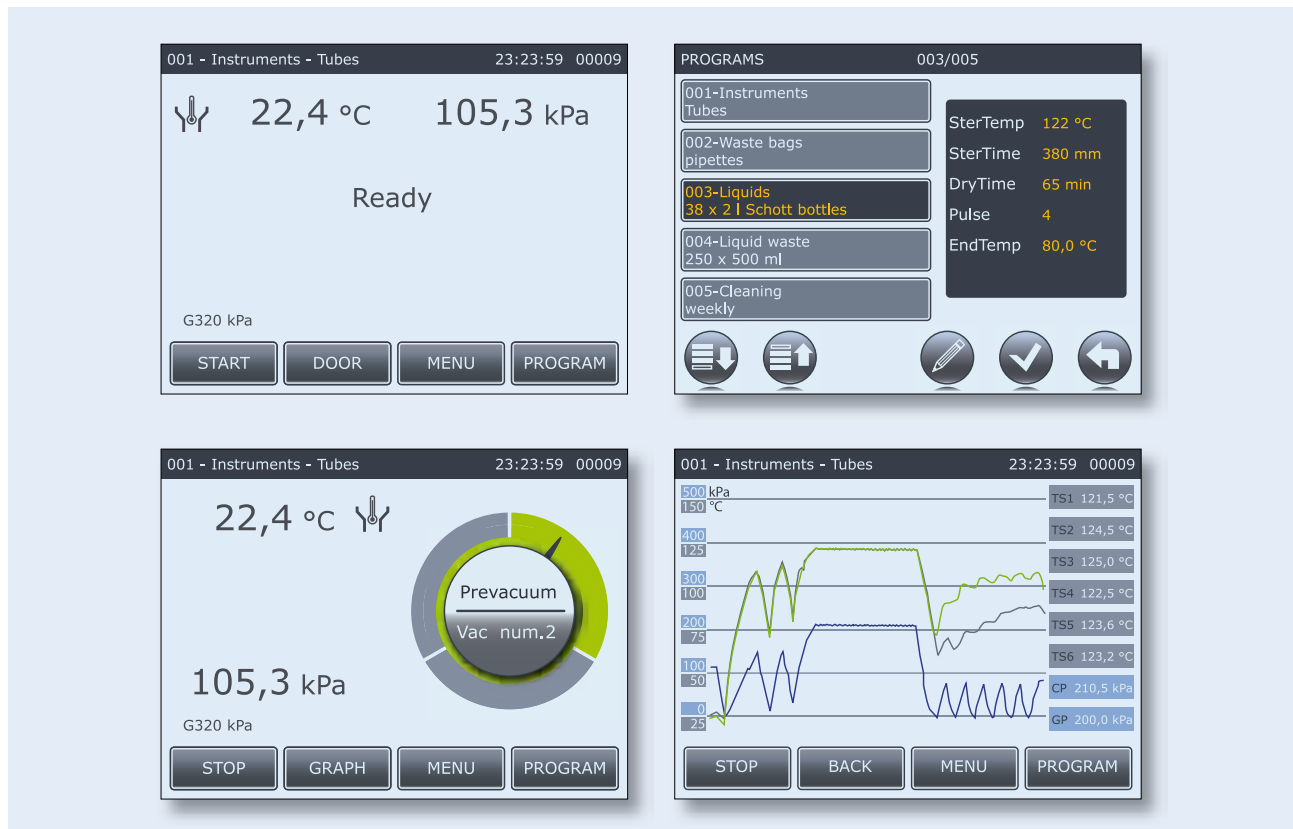 001 - Instruments - Tubes 23:23:59 00009
22,4 °C 105,3 kPa
Ready
G320 kPa
START DOOR MENU PROGRAM
PROGRAMS 003/005
001-Instruments
Tubes
002-Waste bags
pipettes
003-Liquids
38 x 2 l Schott bottles
004-Liquid waste
250 x 500 ml
005-Cleaning
weekly
SterTemp 122 °C
SterTime 380 mm
DryTime 65 min
Pulse 4
EndTemp 80,0 °C
001 - Instruments - Tubes 23:23:59 00009
22,4 °C
Prevacuum
Vac num.2
105,3 kPa
G320 kPa
STOP GRAPH MENU PROGRAM
001 - Instruments - Tubes 23:23:59 00009
500 kPa
150 °C
400
125
300
100
200
75
100
50
0
25
TS1 121,5 °C
TS2 124,5 °C
TS3 125,0 °C
TS4 122,5 °C
TS5 123,6 °C
TS6 123,2 °C
CP 210,5 kPa
GP 200,0 kPa
STOP BACK MENU PROGRAM